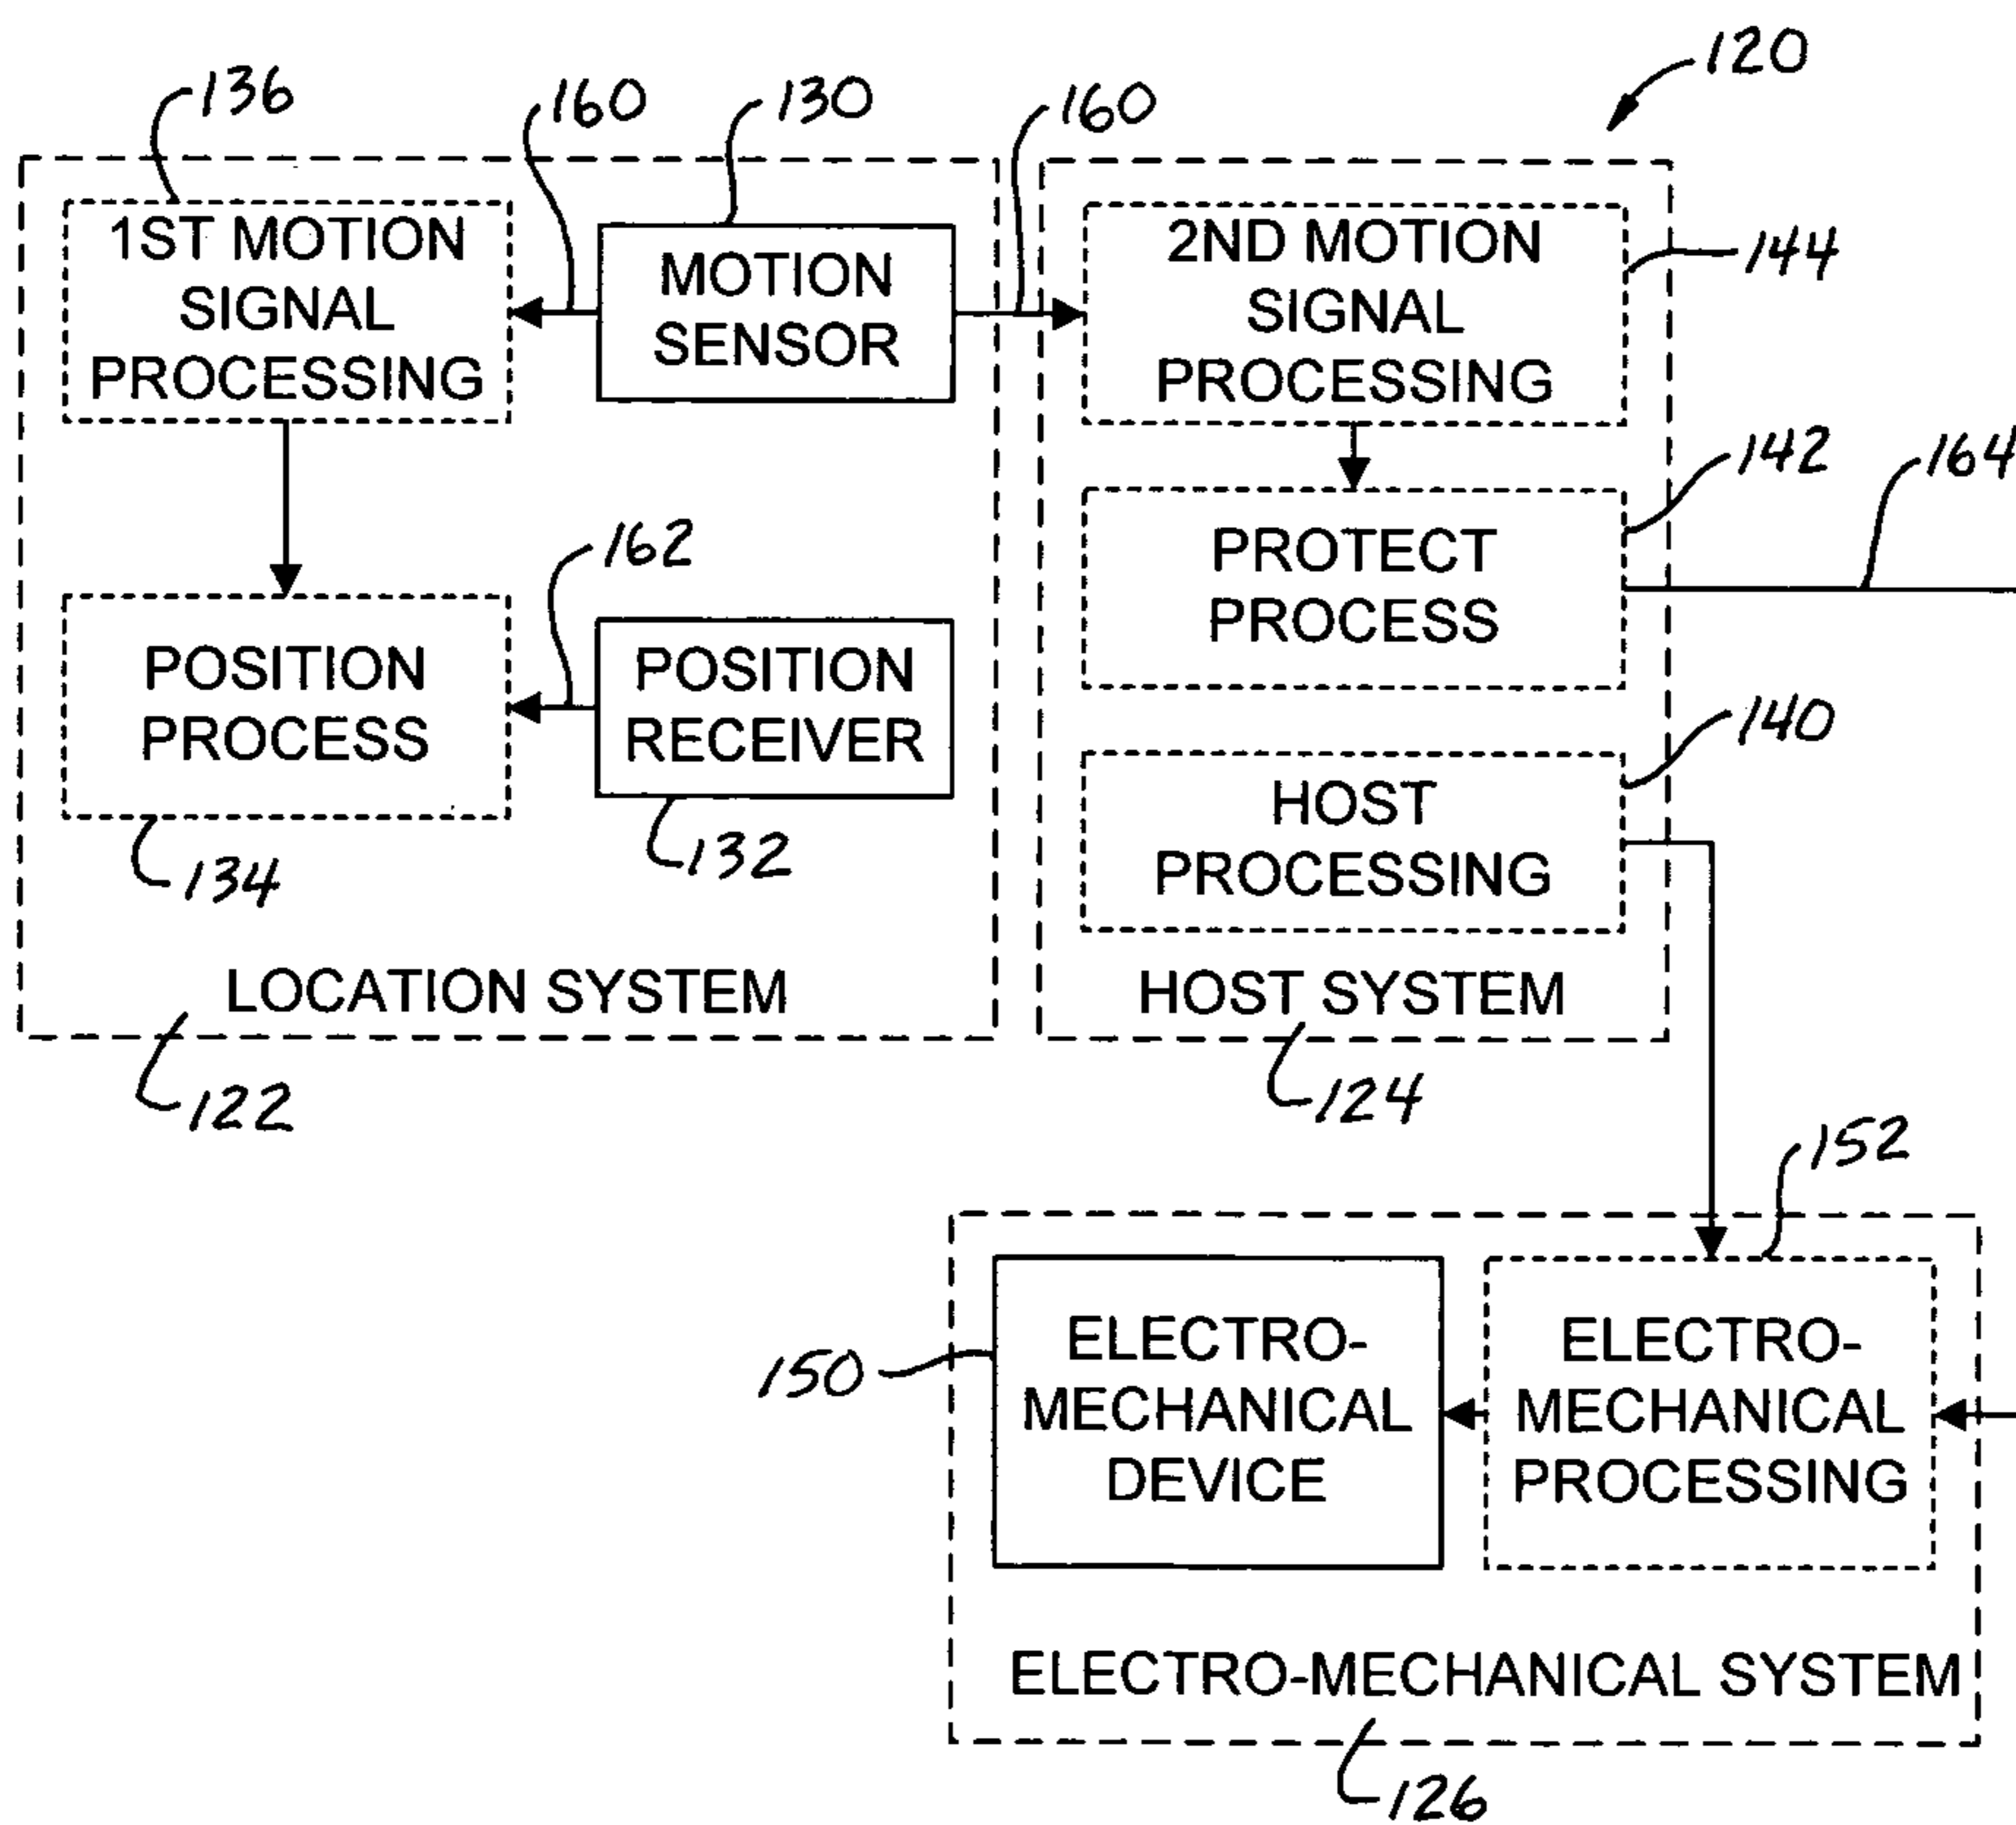 120
136
160
130
160
1ST MOTION
SIGNAL
PROCESSING
MOTION
SENSOR
2ND MOTION
SIGNAL
PROCESSING
144
142
164
162
PROTECT
PROCESS
POSITION
PROCESS
POSITION
RECEIVER
140
HOST
PROCESSING
134
132
LOCATION SYSTEM
HOST SYSTEM
122
124
152
150
ELECTRO-
MECHANICAL
DEVICE
ELECTRO-
MECHANICAL
PROCESSING
ELECTRO-MECHANICAL SYSTEM
126